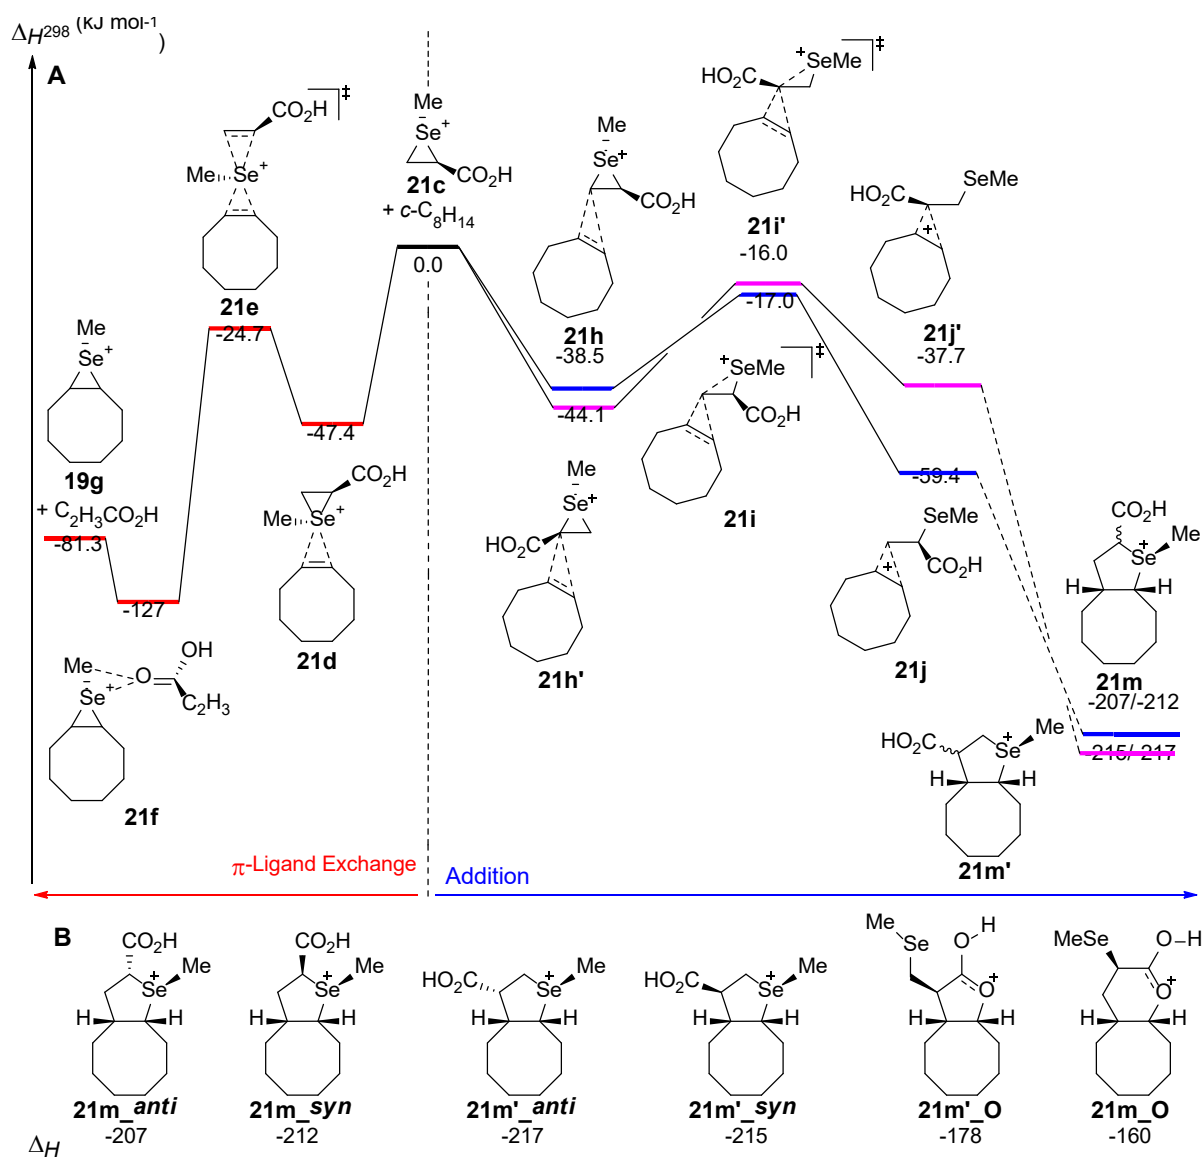 ΔH²⁹⁸ (KJ mol⁻¹)
A
CO₂H
‡
Me
Se
+
21e
-24.7
Me
Se
+
CO₂H
21c
+ c-C₈H₁₄
0.0
Me
Se
+
CO₂H
21h
-38.5
-44.1
HO₂C
+
SeMe
‡
21i'
-16.0
-17.0
SeMe
HO₂C
+
21j'
-37.7
Me
Se
+
19g
+ C₂H₃CO₂H
-81.3
-127
-47.4
CO₂H
Me
Se
+
21d
Me
Se
+
OH
O
C₂H₃
21f
Me
Se
+
HO₂C
21h'
+
SeMe
‡
CO₂H
21i
-59.4
SeMe
CO₂H
+
21j
CO₂H
Me
Se
+
H
H
21m
-207/-212
-215/-217
HO₂C
Me
Se
+
H
H
21m'
π-Ligand Exchange
Addition
B
CO₂H
Me
Se
+
H
H
21m_anti
-207
CO₂H
Me
Se
+
H
H
21m_syn
-212
HO₂C
Me
Se
+
H
H
21m'_anti
-217
HO₂C
Me
Se
+
H
H
21m'_syn
-215
Me
Se
O
H
O
+
H
H
21m'_O
-178
MeSe
O-H
O
+
H
H
21m_O
-160
ΔH